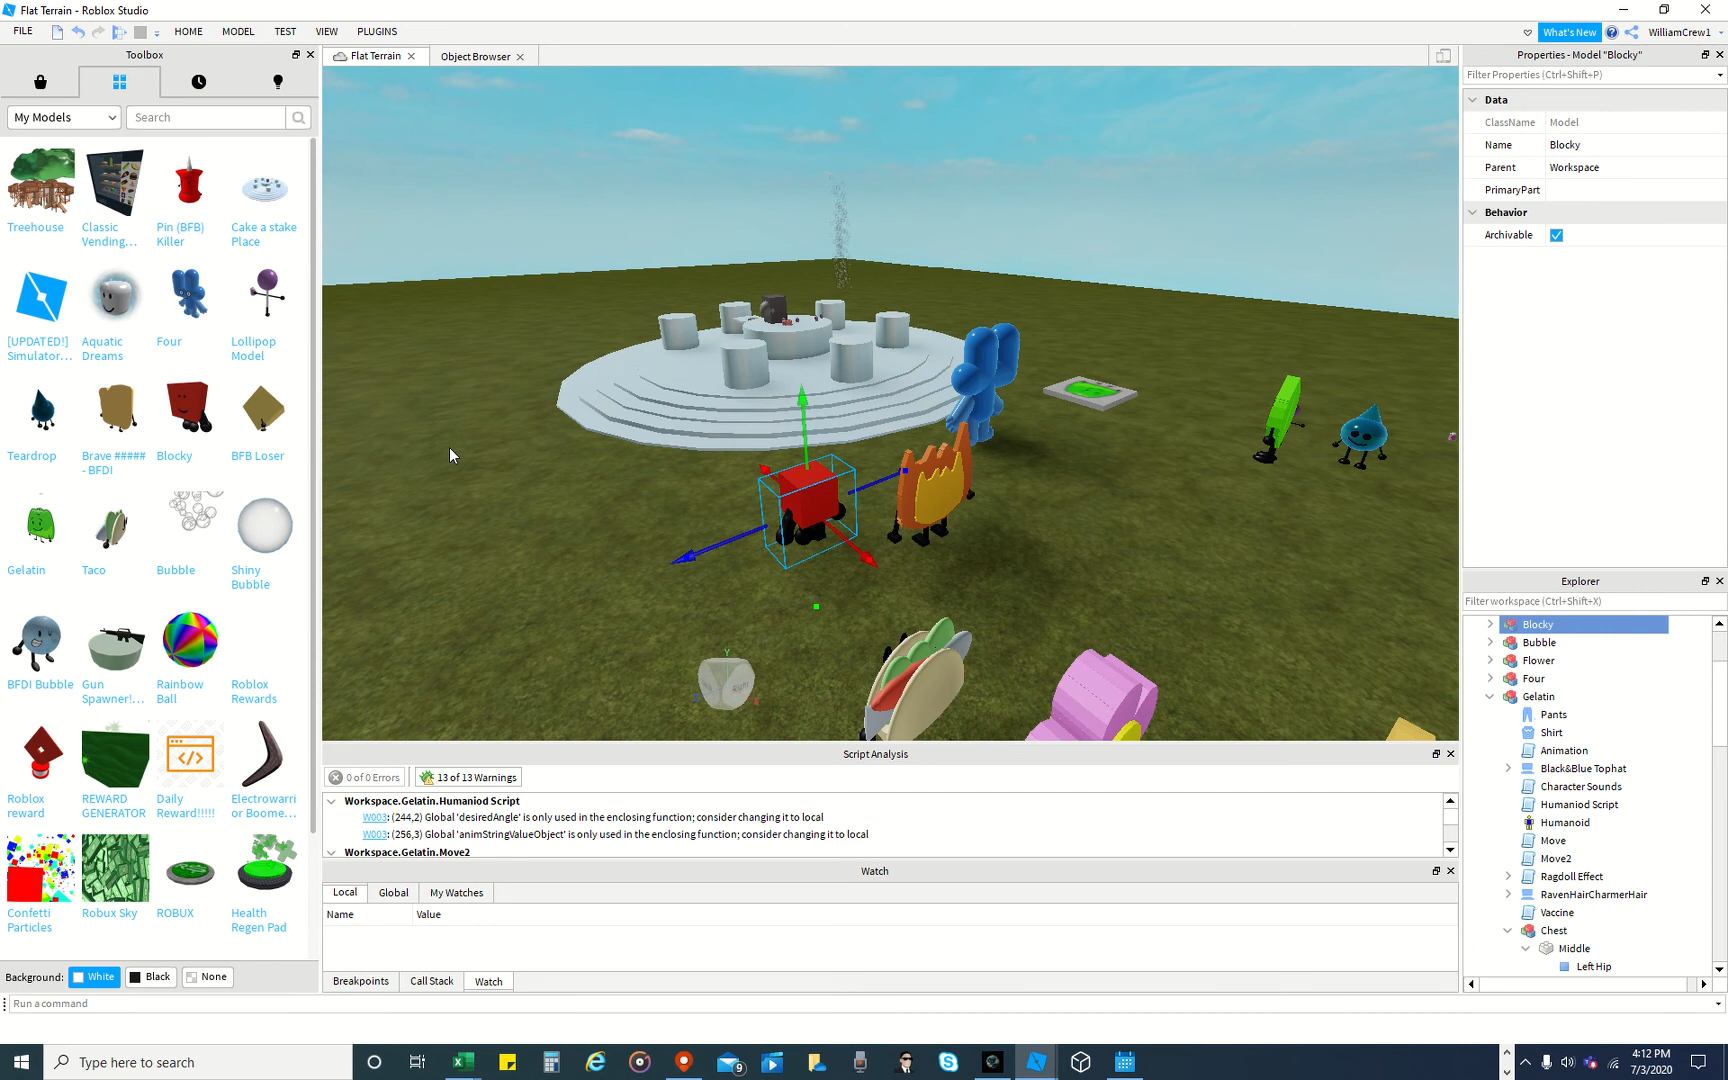 Flat Terrain - Roblox Studio
FILE HOME MODEL TEST VIEW PLUGINS What's New WilliamCrew1
Toolbox
Flat Terrain Object Browser
My Models Search
Treehouse Classic Vending... Pin (BFB) Killer Cake a stake Place
[UPDATED!] Simulator... Aquatic Dreams Four Lollipop Model
Teardrop Brave ##### - BFDI Blocky BFB Loser
Gelatin Taco Bubble Shiny Bubble
BFDI Bubble Gun Spawner!... Rainbow Ball Roblox Rewards
Roblox reward REWARD GENERATOR Daily Reward!!!!! Electrowarri or Boome...
Confetti Particles Robux Sky ROBUX Health Regen Pad
Background: White Black None
Run a command
Y
Right
Script Analysis
0 of 0 Errors 13 of 13 Warnings
Workspace.Gelatin.Humaniod Script
W003: (244,2) Global 'desiredAngle' is only used in the enclosing function; consider changing it to local
W003: (256,3) Global 'animStringValueObject' is only used in the enclosing function; consider changing it to local
Workspace.Gelatin.Move2
Watch
Local Global My Watches
Name Value
Breakpoints Call Stack Watch
Properties - Model "Blocky"
Filter Properties (Ctrl+Shift+P)
Data
ClassName Model
Name Blocky
Parent Workspace
PrimaryPart
Behavior
Archivable
Explorer
Filter workspace (Ctrl+Shift+X)
Blocky
Bubble
Flower
Four
Gelatin
Pants
Shirt
Animation
Black&Blue Tophat
Character Sounds
Humaniod Script
Humanoid
Move
Move2
Ragdoll Effect
RavenHairCharmerHair
Vaccine
Chest
Middle
Left Hip
Type here to search
9
4:12 PM
7/3/2020